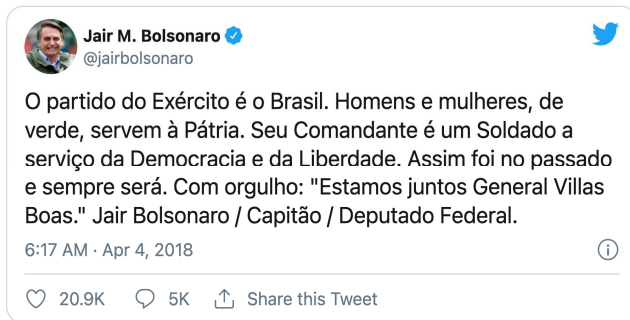 Jair M. Bolsonaro
@jairbolsonaro
O partido do Exército é o Brasil. Homens e mulheres, de
verde, servem à Pátria. Seu Comandante é um Soldado a
serviço da Democracia e da Liberdade. Assim foi no passado
e sempre será. Com orgulho: "Estamos juntos General Villas
Boas." Jair Bolsonaro / Capitão / Deputado Federal.
6:17 AM · Apr 4, 2018
20.9K 5K Share this Tweet